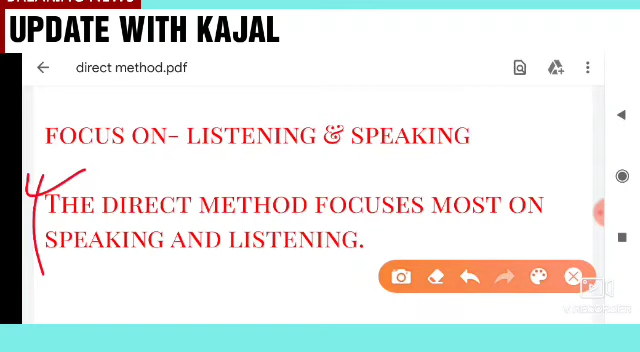 UPDATE WITH KAJAL
direct method.pdf
FOCUS ON- LISTENING & SPEAKING
THE DIRECT METHOD FOCUSES MOST ON
SPEAKING AND LISTENING.